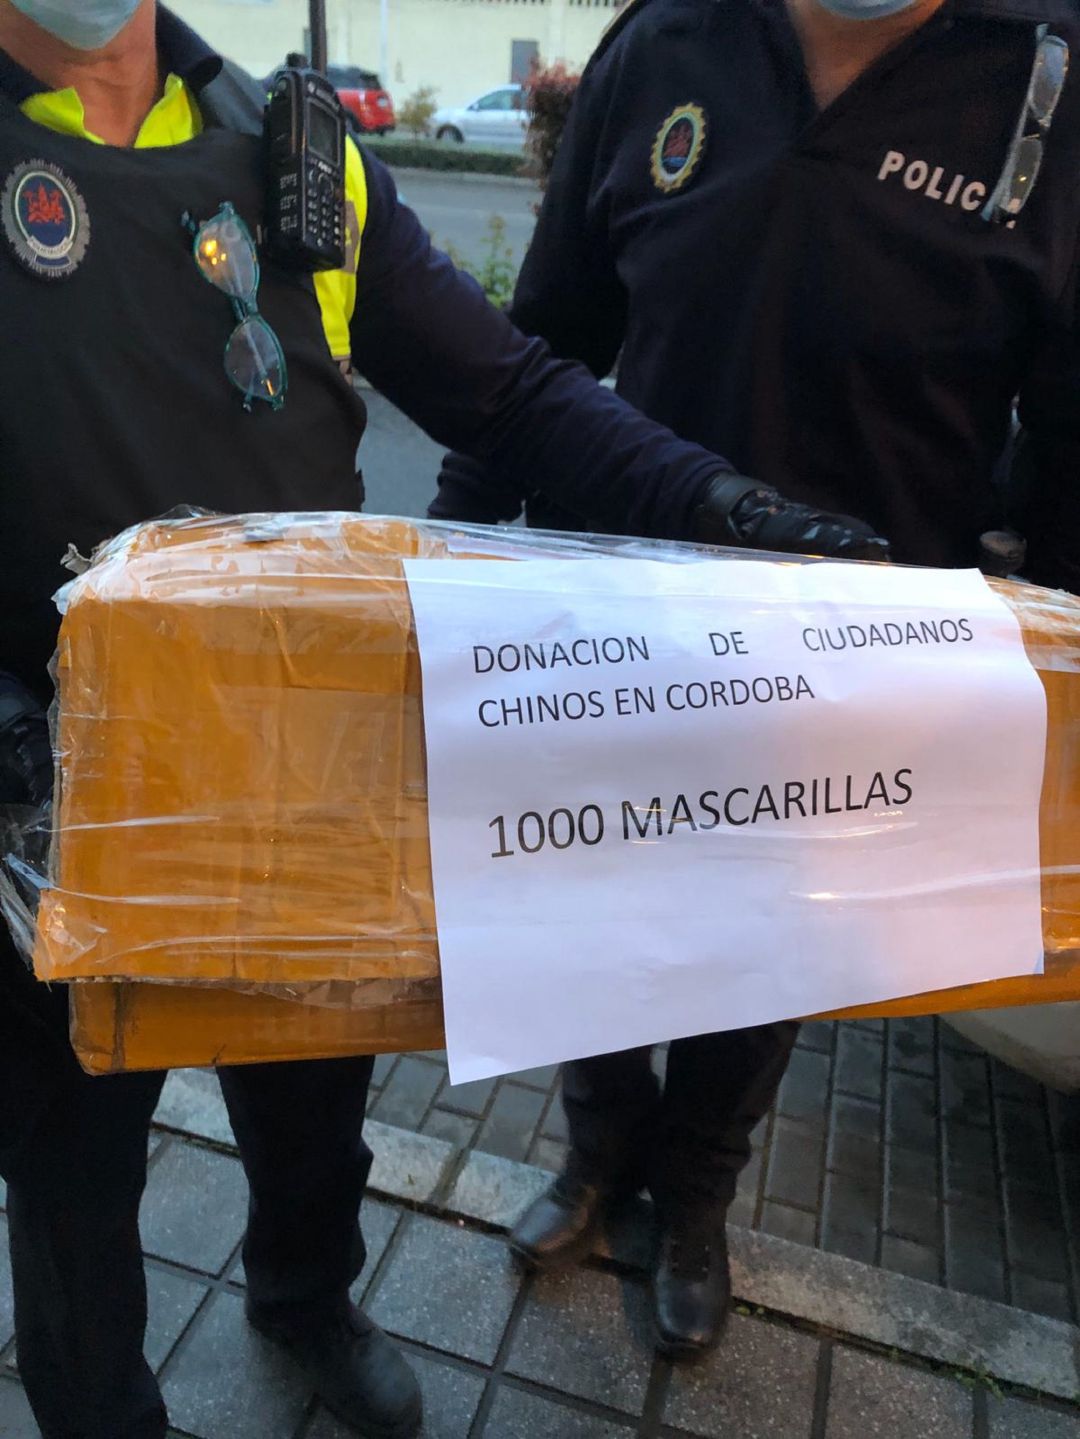 POLIC
DONACION DE CIUDADANOS
CHINOS EN CORDOBA
1000 MASCARILLAS